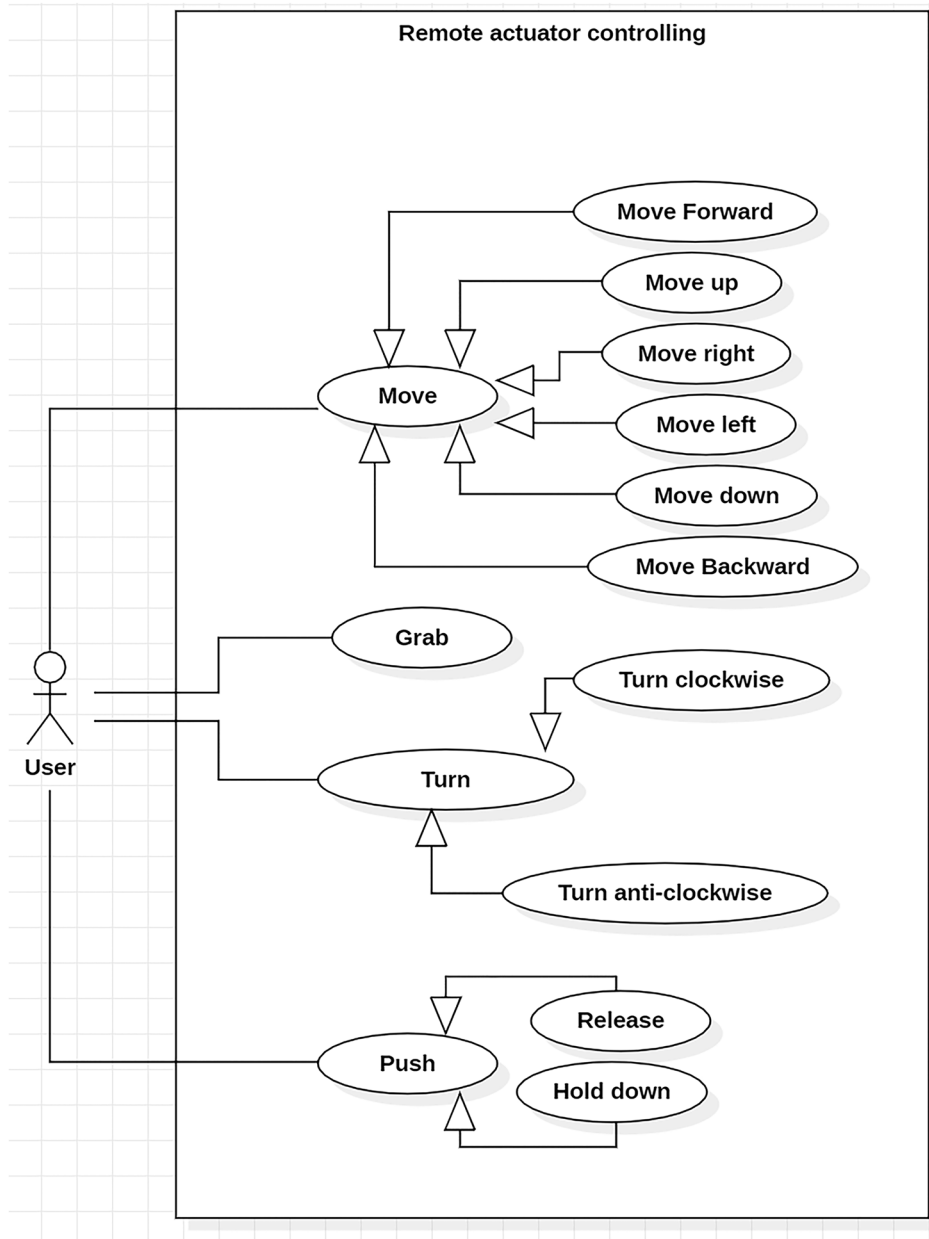 Remote actuator controlling
Move Forward
Move up
Move right
Move
Move left
Move down
Move Backward
Grab
Turn clockwise
User
Turn
Turn anti-clockwise
Release
Push
Hold down